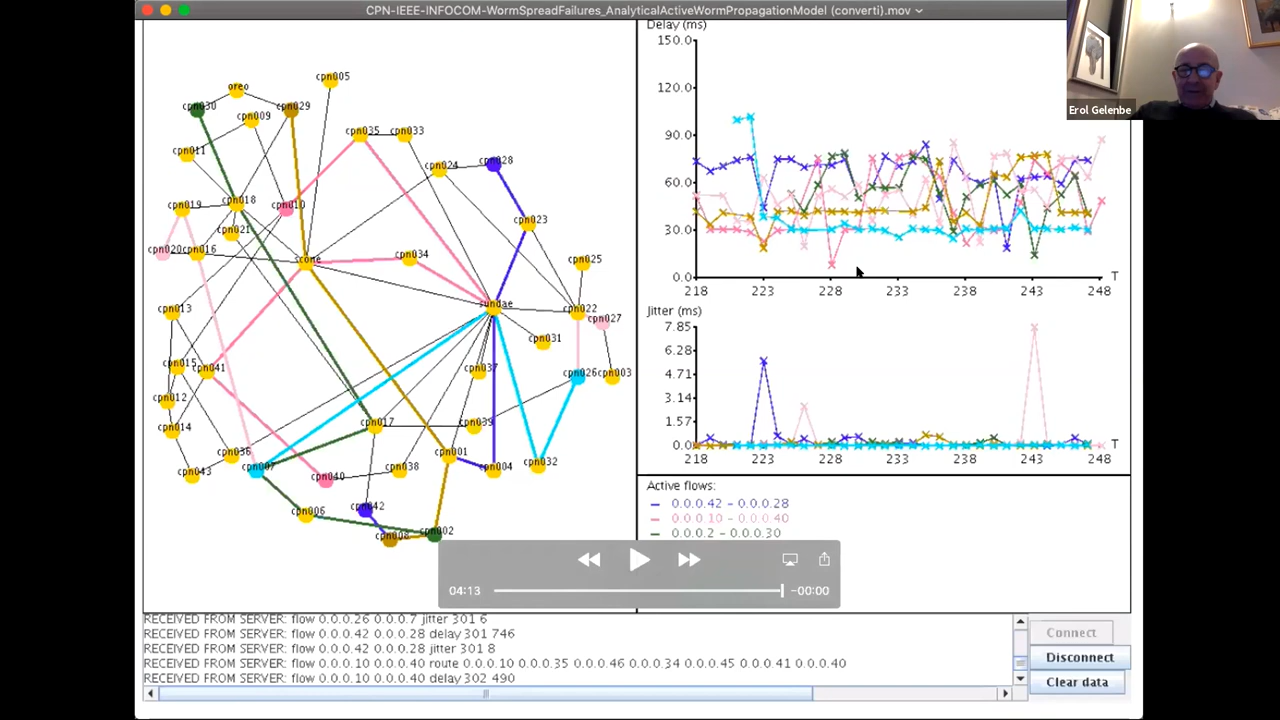 CPN-IEEE-INFOCOM-WormSpreadFailures_AnalyticalActiveWormPropagationModel (converti).mov
Erol Gelenbe
cpn005
oreo
cpn030
cpn029
cpn009
cpn035
cpn033
cpn011
cpn024
cpn028
cpn018
cpn019
cpn010
cpn023
cpn021
cpn020
cpn016
scone
cpn034
cpn025
sundae
cpn013
cpn022
cpn027
cpn031
cpn015
cpn041
cpn037
cpn026
cpn003
cpn012
cpn014
cpn017
cpn039
cpn036
cpn001
cpn043
cpn007
cpn040
cpn038
cpn004
cpn032
cpn006
cpn042
cpn008
cpn002
Delay (ms)
150.0
120.0
90.0
60.0
30.0
0.0
218 223 228 233 238 243 248 T
Jitter (ms)
7.85
6.28
4.71
3.14
1.57
0.0
T
218 223 228 233 238 243 248
Active flows:
0.0.0.42 - 0.0.0.28
0.0.0.10 - 0.0.0.40
0.0.0.2 - 0.0.0.30
04:13 -00:00
RECEIVED FROM SERVER: flow 0.0.0.26 0.0.0.7 jitter 301 6
RECEIVED FROM SERVER: flow 0.0.0.42 0.0.0.28 delay 301 746
RECEIVED FROM SERVER: flow 0.0.0.42 0.0.0.28 jitter 301 8
RECEIVED FROM SERVER: flow 0.0.0.10 0.0.0.40 route 0.0.0.10 0.0.0.35 0.0.0.46 0.0.0.34 0.0.0.45 0.0.0.41 0.0.0.40
RECEIVED FROM SERVER: flow 0.0.0.10 0.0.0.40 delay 302 490
Connect
Disconnect
Clear data